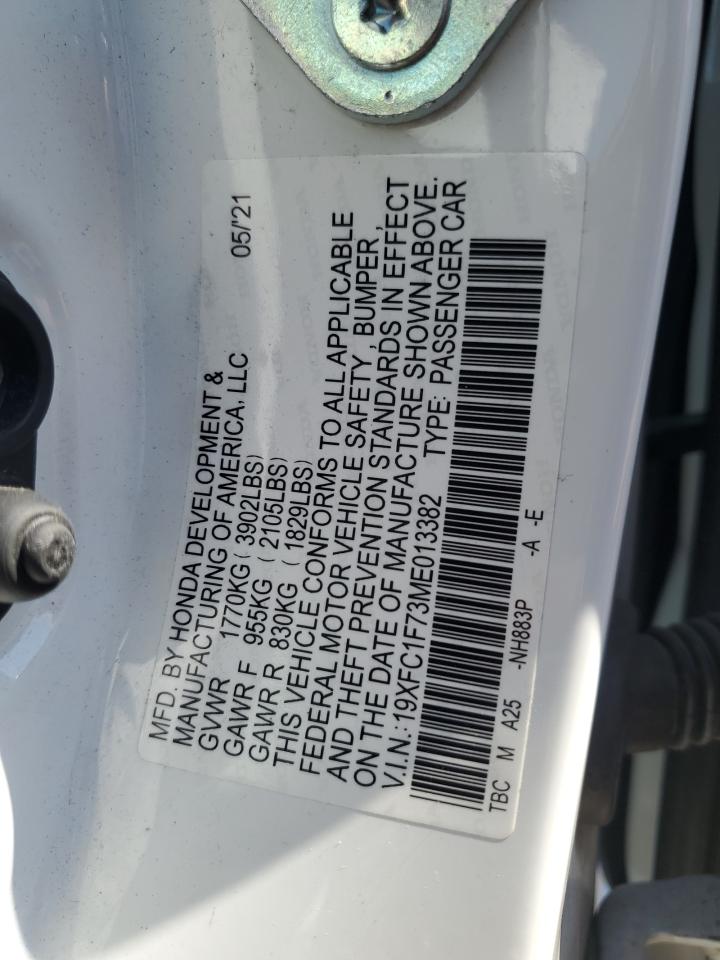 MFD. BY HONDA DEVELOPMENT &
MANUFACTURING OF AMERICA, LLC 05/'21
GVWR 1770KG ( 3902LBS)
GAWR F 955KG ( 2105LBS)
GAWR R 830KG ( 1829LBS)
THIS VEHICLE CONFORMS TO ALL APPLICABLE
FEDERAL MOTOR VEHICLE SAFETY , BUMPER ,
AND THEFT PREVENTION STANDARDS IN EFFECT
ON THE DATE OF MANUFACTURE SHOWN ABOVE.
V.I.N.: 19XFC1F73ME013382 TYPE: PASSENGER CAR
TBC M A25 -NH883P -A -E